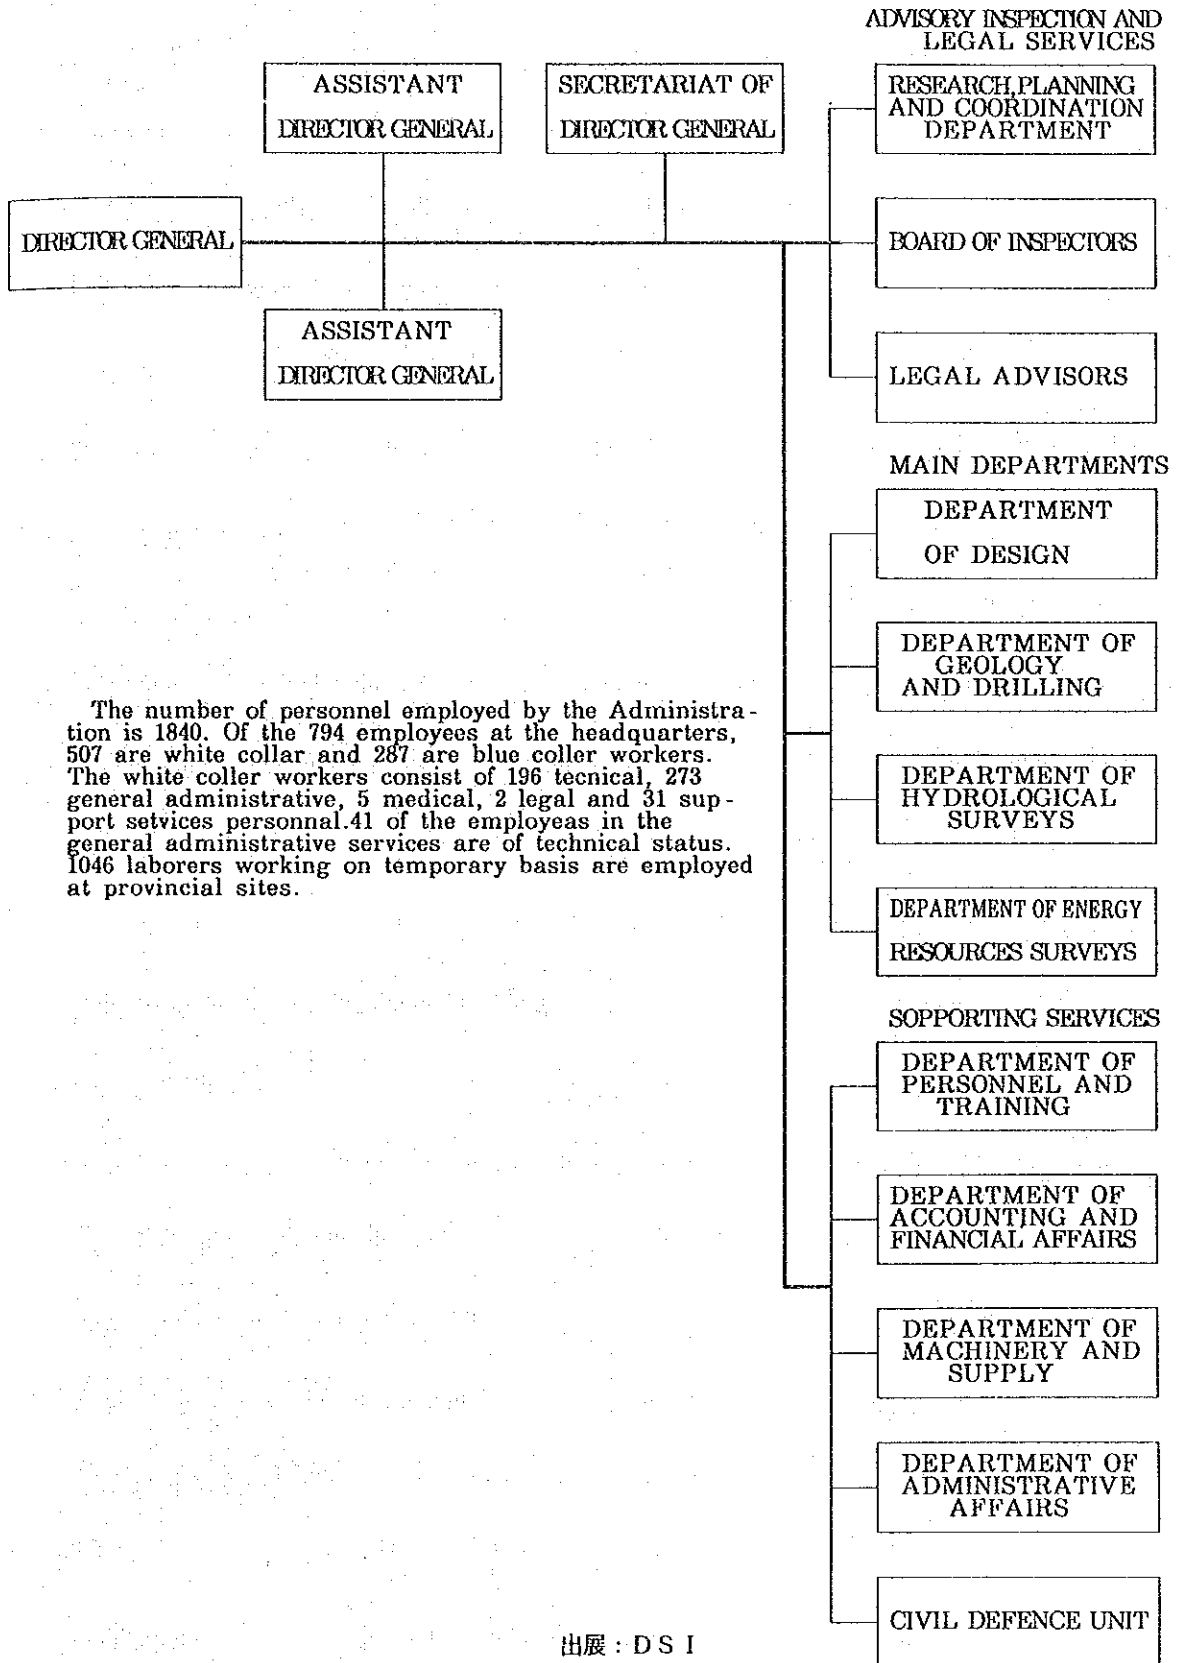 ADVISORY INSPECTION AND
LEGAL SERVICES
ASSISTANT
DIRECTOR GENERAL
SECRETARIAT OF
DIRECTOR GENERAL
RESEARCH,PLANNING
AND COORDINATION
DEPARTMENT
DIRECTOR GENERAL
BOARD OF INSPECTORS
ASSISTANT
DIRECTOR GENERAL
LEGAL ADVISORS
MAIN DEPARTMENTS
DEPARTMENT
OF DESIGN
DEPARTMENT OF
GEOLOGY
AND DRILLING
The number of personnel employed by the Administra-
tion is 1840. Of the 794 employees at the headquarters,
507 are white collar and 287 are blue coller workers.
The white coller workers consist of 196 tecnical, 273
general administrative, 5 medical, 2 legal and 31 sup-
port setvices personnal.41 of the employeas in the
general administrative services are of technical status.
1046 laborers working on temporary basis are employed
at provincial sites.
DEPARTMENT OF
HYDROLOGICAL
SURVEYS
DEPARTMENT OF ENERGY
RESOURCES SURVEYS
SOPPORTING SERVICES
DEPARTMENT OF
PERSONNEL AND
TRAINING
DEPARTMENT OF
ACCOUNTING AND
FINANCIAL AFFAIRS
DEPARTMENT OF
MACHINERY AND
SUPPLY
DEPARTMENT OF
ADMINISTRATIVE
AFFAIRS
CIVIL DEFENCE UNIT
出展：ＤＳＩ